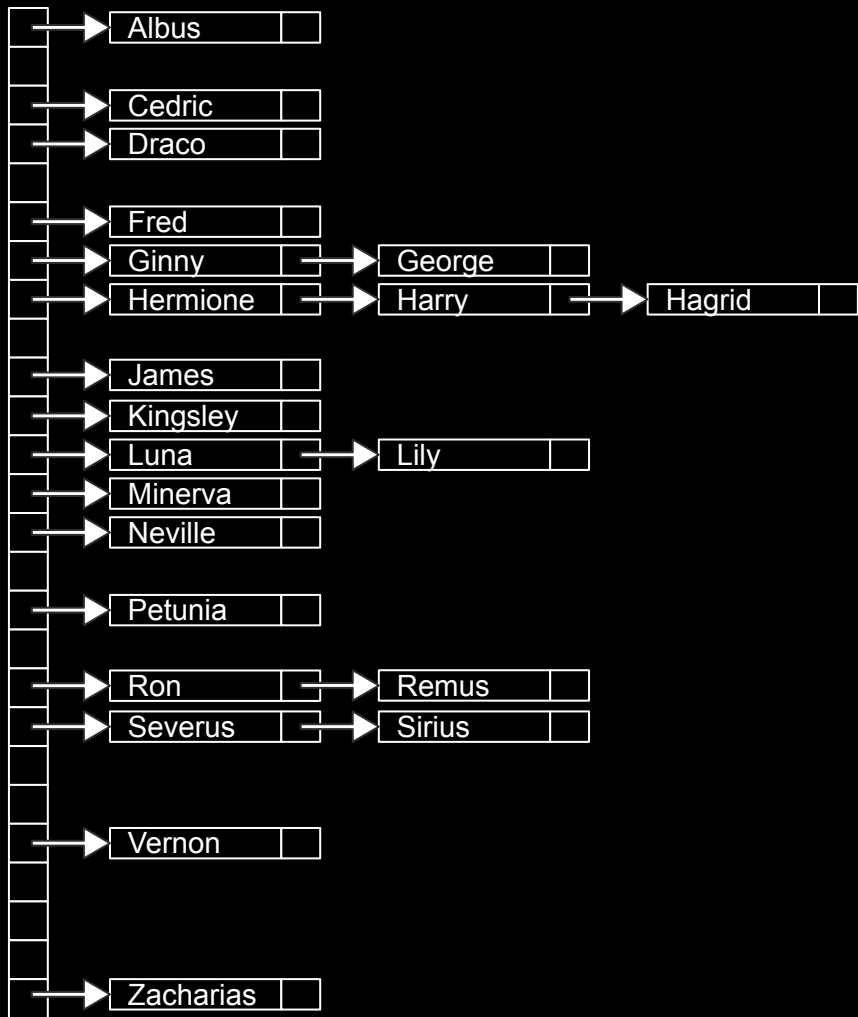 Albus
Cedric
Draco
Fred
Ginny George
Hermione Harry Hagrid
James
Kingsley
Luna Lily
Minerva
Neville
Petunia
Ron Remus
Severus Sirius
Vernon
Zacharias